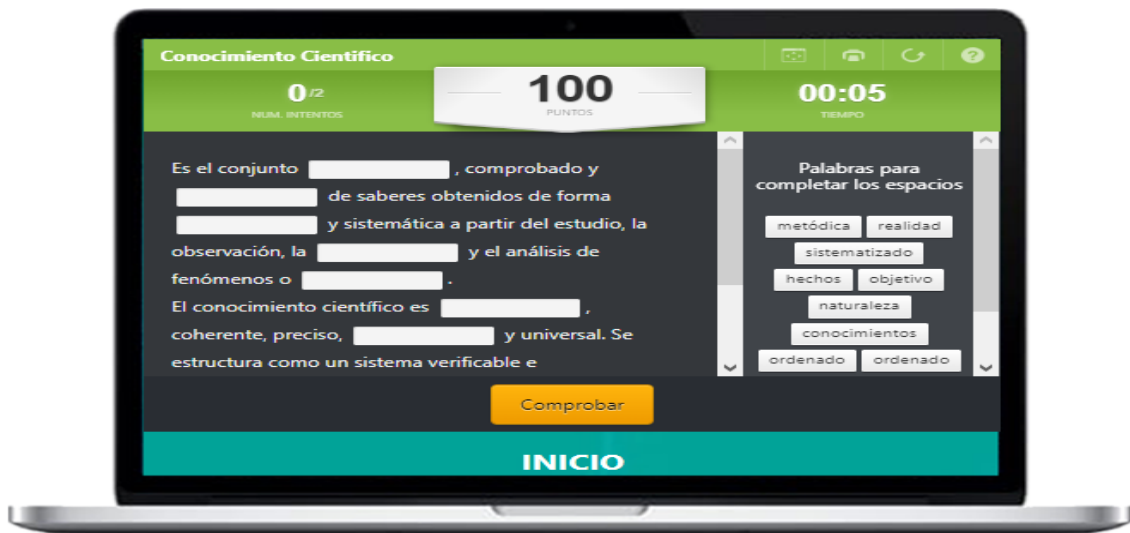 Conocimiento Cientifico
0/2
NUM. INTENTOS
100
PUNTOS
00:05
TIEMPO
Es el conjunto , comprobado y
de saberes obtenidos de forma
y sistemática a partir del estudio, la
observación, la y el análisis de
fenómenos o .
El conocimiento científico es ,
coherente, preciso, y universal. Se
estructura como un sistema verificable e
Palabras para
completar los espacios
metódica realidad
sistematizado
hechos objetivo
naturaleza
conocimientos
ordenado ordenado
Comprobar
INICIO